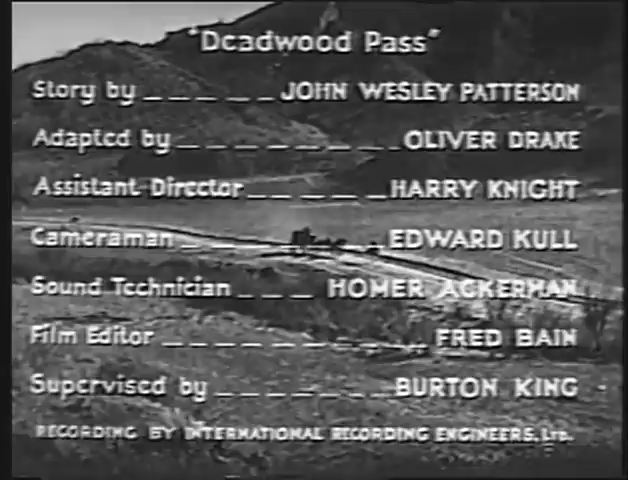 "Deadwood Pass"
Story by _ _ _ _ _ JOHN WESLEY PATTERSON
Adapted by _ _ _ _ _ _ _ _ OLIVER DRAKE
Assistant Director _ _ _ _ _ HARRY KNIGHT
Cameraman _ _ _ _ _ _ _ EDWARD KULL
Sound Technician _ _ _ HOMER ACKERMAN
Film Editor _ _ _ _ _ _ _ _ _ FRED BAIN
Supervised by _ _ _ _ _ _ BURTON KING
RECORDING BY INTERNATIONAL RECORDING ENGINEERS, LTD.